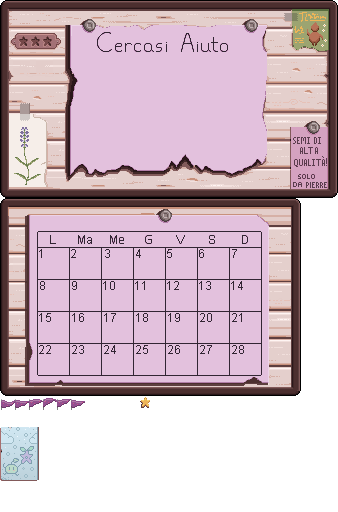 Cercasi Aiuto
SEMI DI
ALTA
QUALITÀ!
SOLO
DA PIERRE
L Ma Me G V S D
1 2 3 4 5 6 7
8 9 10 11 12 13 14
15 16 17 18 19 20 21
22 23 24 25 26 27 28